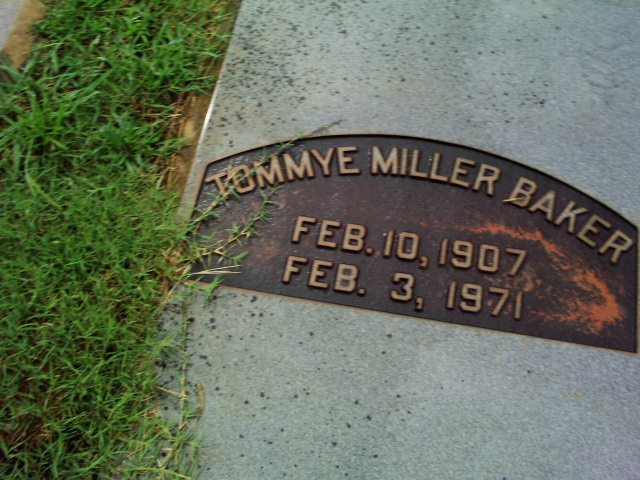 TOMMYE MILLER BAKER
FEB. 10, 1907
FEB. 3, 1971